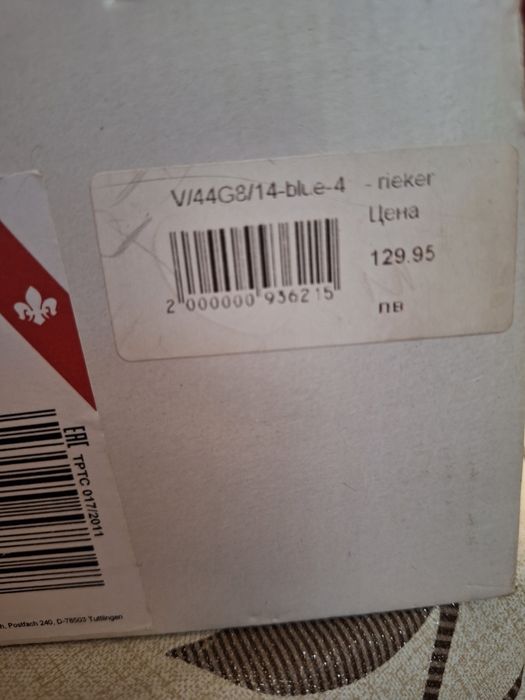 V/44G8/14-blue-4 - rieker
Цена
129.95
2 000000 936215
лв
EAC
ТРТС 017/2011
h, Postfach 240, D-78503 Tuttlingen